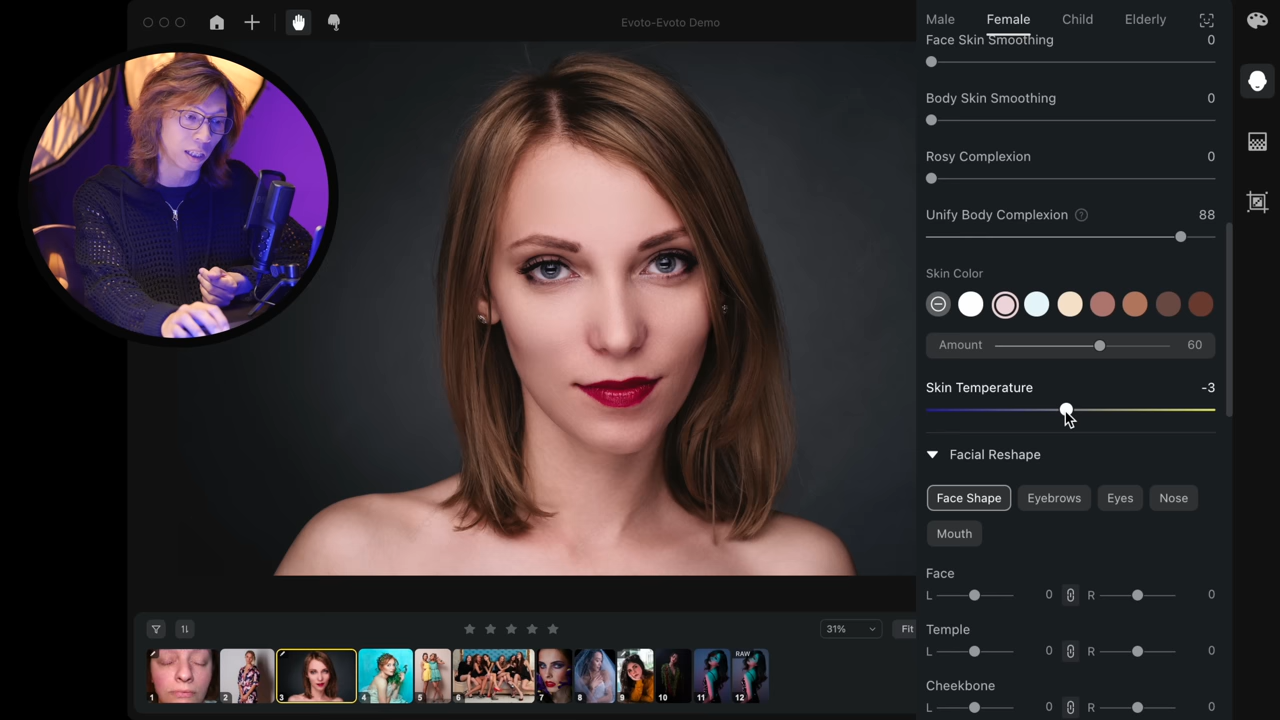 Evoto-Evoto Demo
Male Female Child Elderly
Face Skin Smoothing 0
Body Skin Smoothing 0
Rosy Complexion 0
Unify Body Complexion ? 88
Skin Color
Amount 60
Skin Temperature -3
Facial Reshape
Face Shape Eyebrows Eyes Nose
Mouth
Face
L 0 R 0
Temple
L 0 R 0
Cheekbone
L 0 R 0
31% Fit
RAW
1 2 3 4 5 6 7 8 9 10 11 12